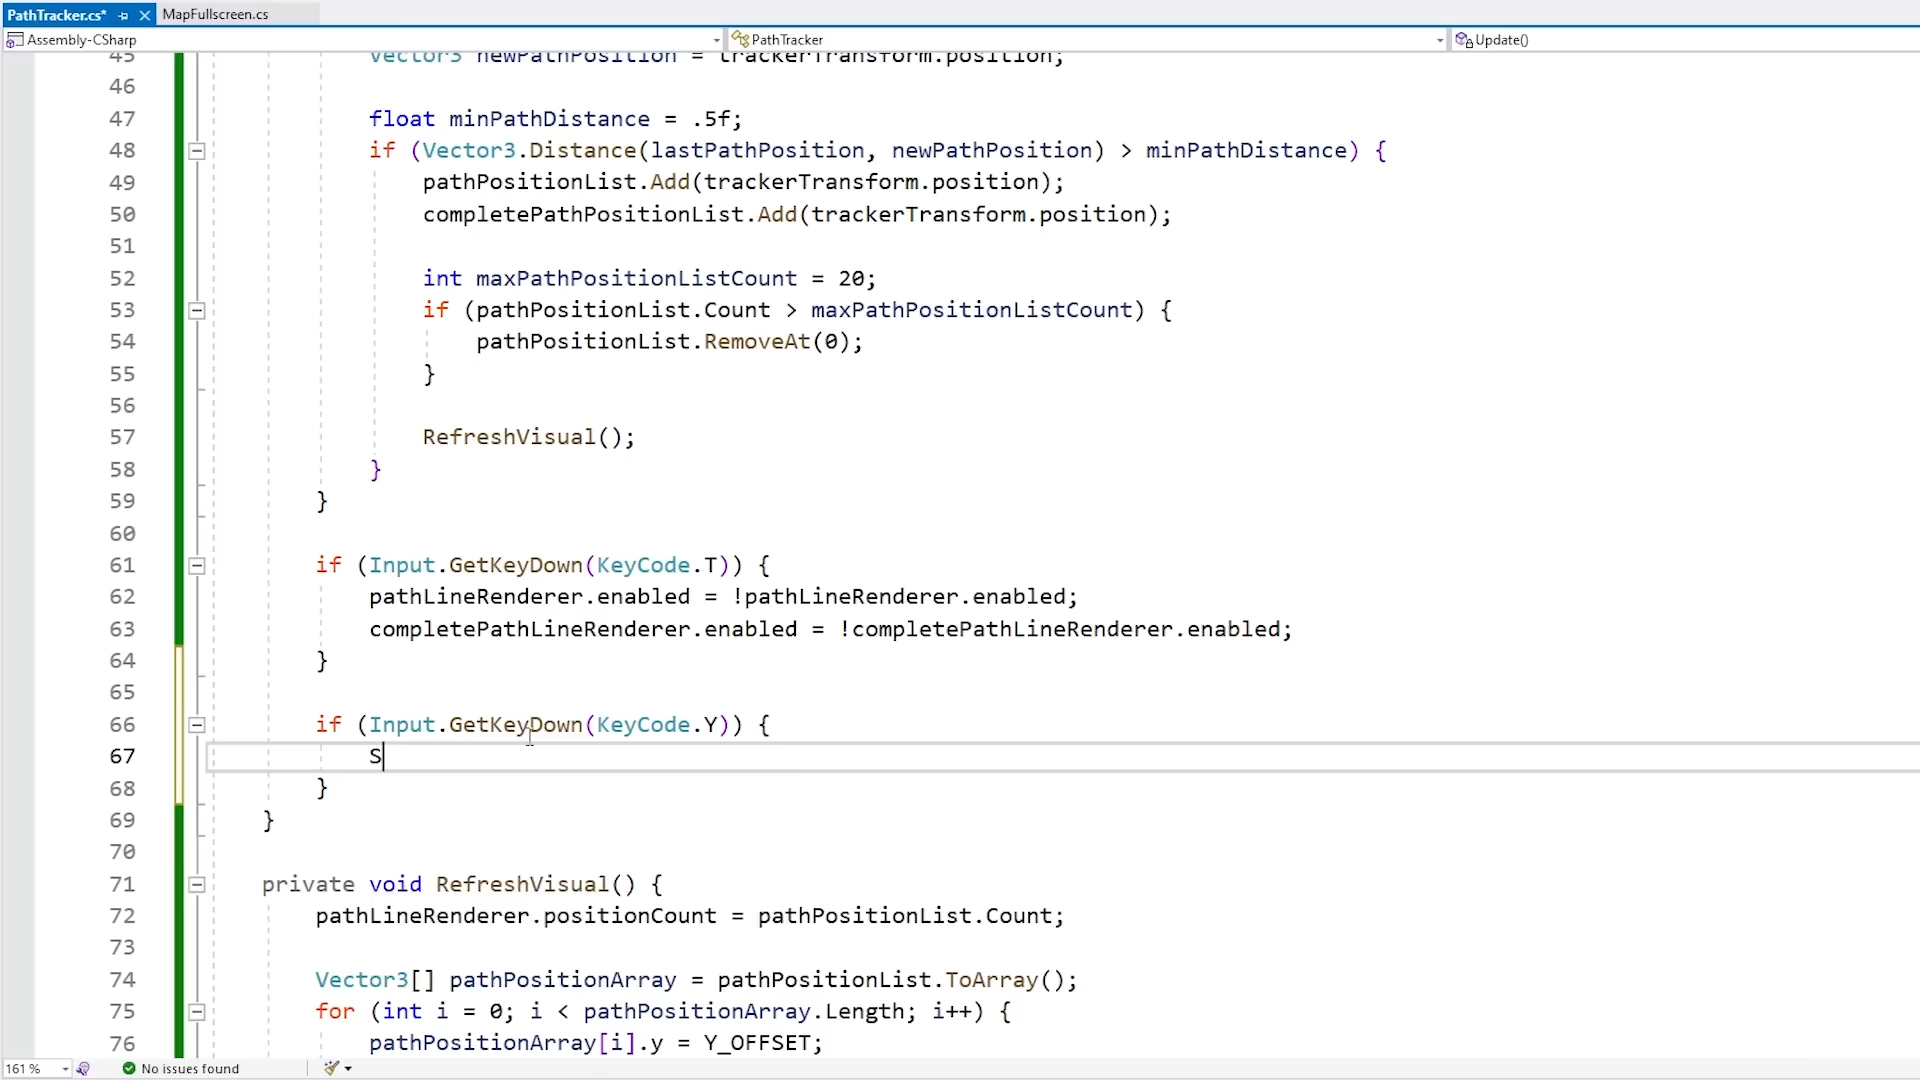 PathTracker.cs* MapFullscreen.cs
Assembly-CSharp PathTracker Update()
45 Vector3 newPathPosition = trackerTransform.position;
46
47 float minPathDistance = .5f;
48 if (Vector3.Distance(lastPathPosition, newPathPosition) > minPathDistance) {
49 pathPositionList.Add(trackerTransform.position);
50 completePathPositionList.Add(trackerTransform.position);
51
52 int maxPathPositionListCount = 20;
53 if (pathPositionList.Count > maxPathPositionListCount) {
54 pathPositionList.RemoveAt(0);
55 }
56
57 RefreshVisual();
58 }
59 }
60
61 if (Input.GetKeyDown(KeyCode.T)) {
62 pathLineRenderer.enabled = !pathLineRenderer.enabled;
63 completePathLineRenderer.enabled = !completePathLineRenderer.enabled;
64 }
65
66 if (Input.GetKeyDown(KeyCode.Y)) {
67 S
68 }
69 }
70
71 private void RefreshVisual() {
72 pathLineRenderer.positionCount = pathPositionList.Count;
73
74 Vector3[] pathPositionArray = pathPositionList.ToArray();
75 for (int i = 0; i < pathPositionArray.Length; i++) {
76 pathPositionArray[i].y = Y_OFFSET;
161 % No issues found